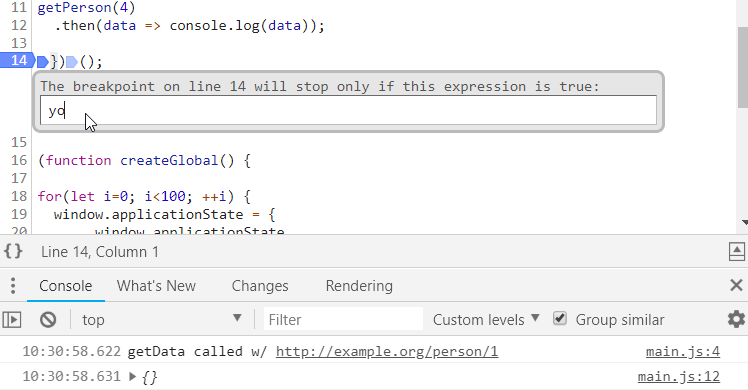 11 getPerson(4)
12 .then(data => console.log(data));
13
14 }) ();
The breakpoint on line 14 will stop only if this expression is true:
yo
15
16 (function createGlobal() {
17
18 for(let i=0; i<100; ++i) {
19 window.applicationState = {
20 window.applicationState
{} Line 14, Column 1
Console What's New Changes Rendering
top Filter Custom levels Group similar
10:30:58.622 getData called w/ http://example.org/person/1 main.js:4
10:30:58.631 {} main.js:12